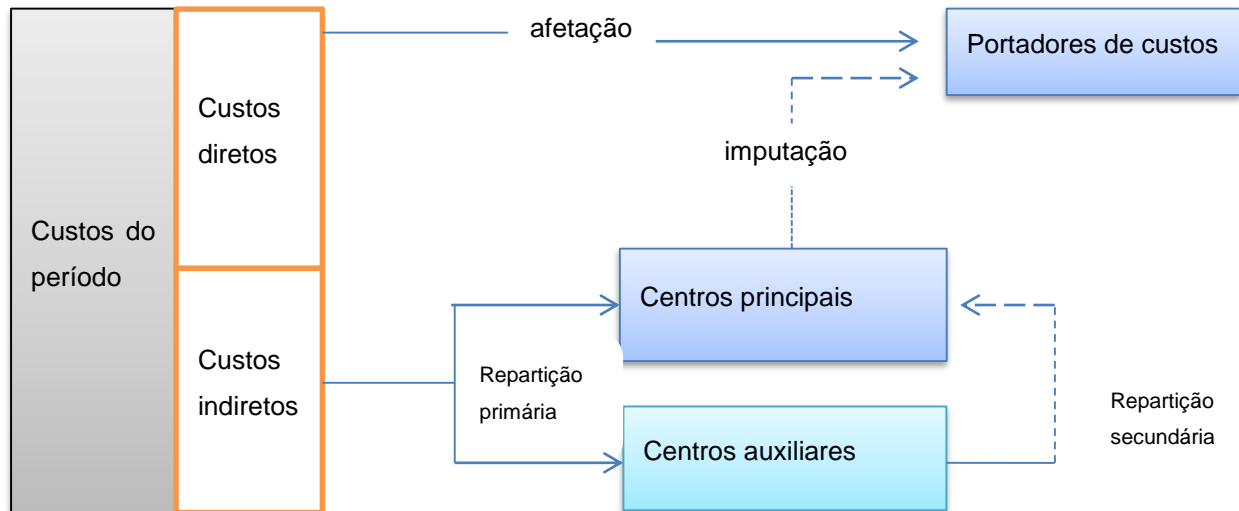 afetação
Portadores de custos
Custos
diretos
imputação
Custos do
período
Centros principais
Custos
indiretos
Repartição
primária
Repartição
secundária
Centros auxiliares